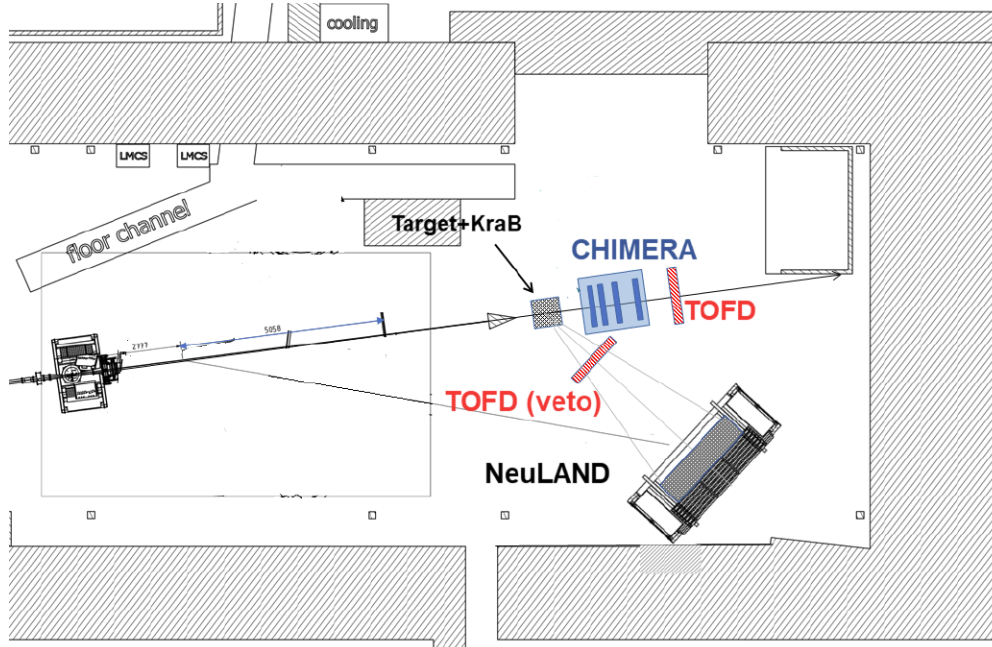 cooling
LMCS
LMCS
floor channel
Target+KraB
CHIMERA
TOFD
5058
2777
TOFD (veto)
NeuLAND